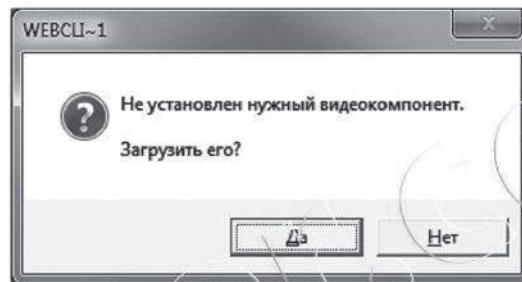 WEBCLI~1
Не установлен нужный видеокомпонент.
Загрузить его?
Да
Нет